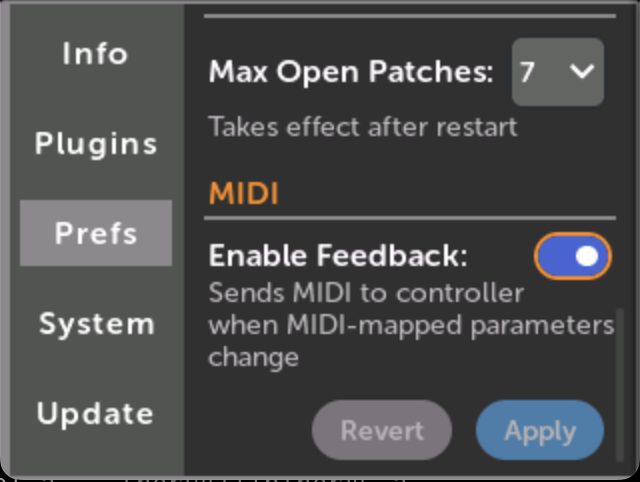 Info
Plugins
Prefs
System
Update
Max Open Patches: 7
Takes effect after restart
MIDI
Enable Feedback:
Sends MIDI to controller
when MIDI-mapped parameters
change
Revert
Apply